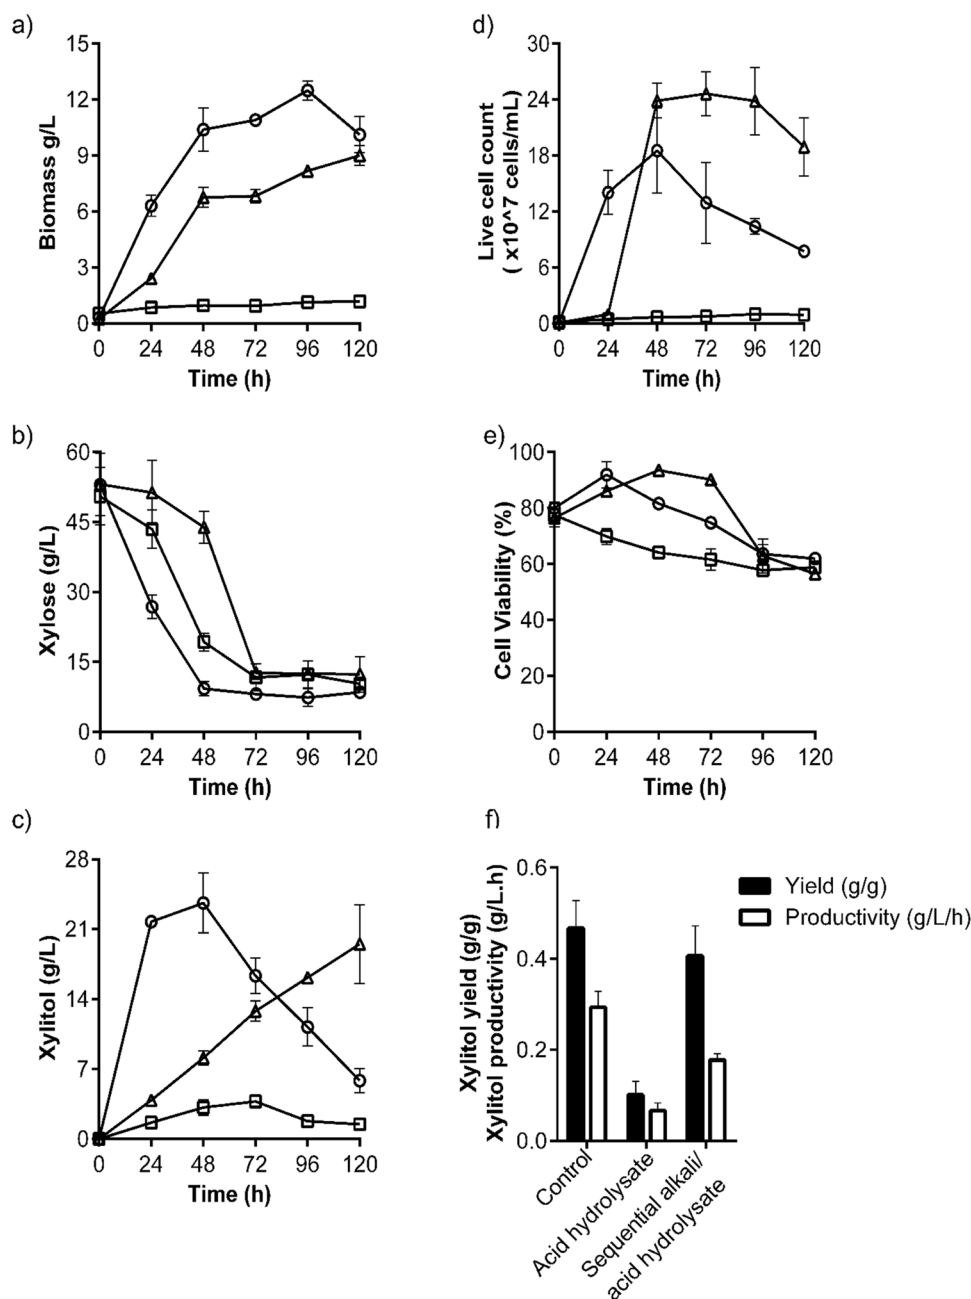 a)
Biomass g/L
15
12
9
6
3
0
0 24 48 72 96 120
Time (h)
d)
Live cell count
( x10^7 cells/mL)
30
24
18
12
6
0
0 24 48 72 96 120
Time (h)
b)
Xylose (g/L)
60
45
30
15
0
0 24 48 72 96 120
Time (h)
e)
Cell Viability (%)
100
80
60
40
20
0
0 24 48 72 96 120
Time (h)
c)
Xylitol (g/L)
28
21
14
7
0
0 24 48 72 96 120
Time (h)
f)
Xylitol yield (g/g)
Xylitol productivity (g/L.h)
0.6
0.4
0.2
0.0
Yield (g/g)
Productivity (g/L/h)
Control
Acid hydrolysate
Sequential alkali/
acid hydrolysate